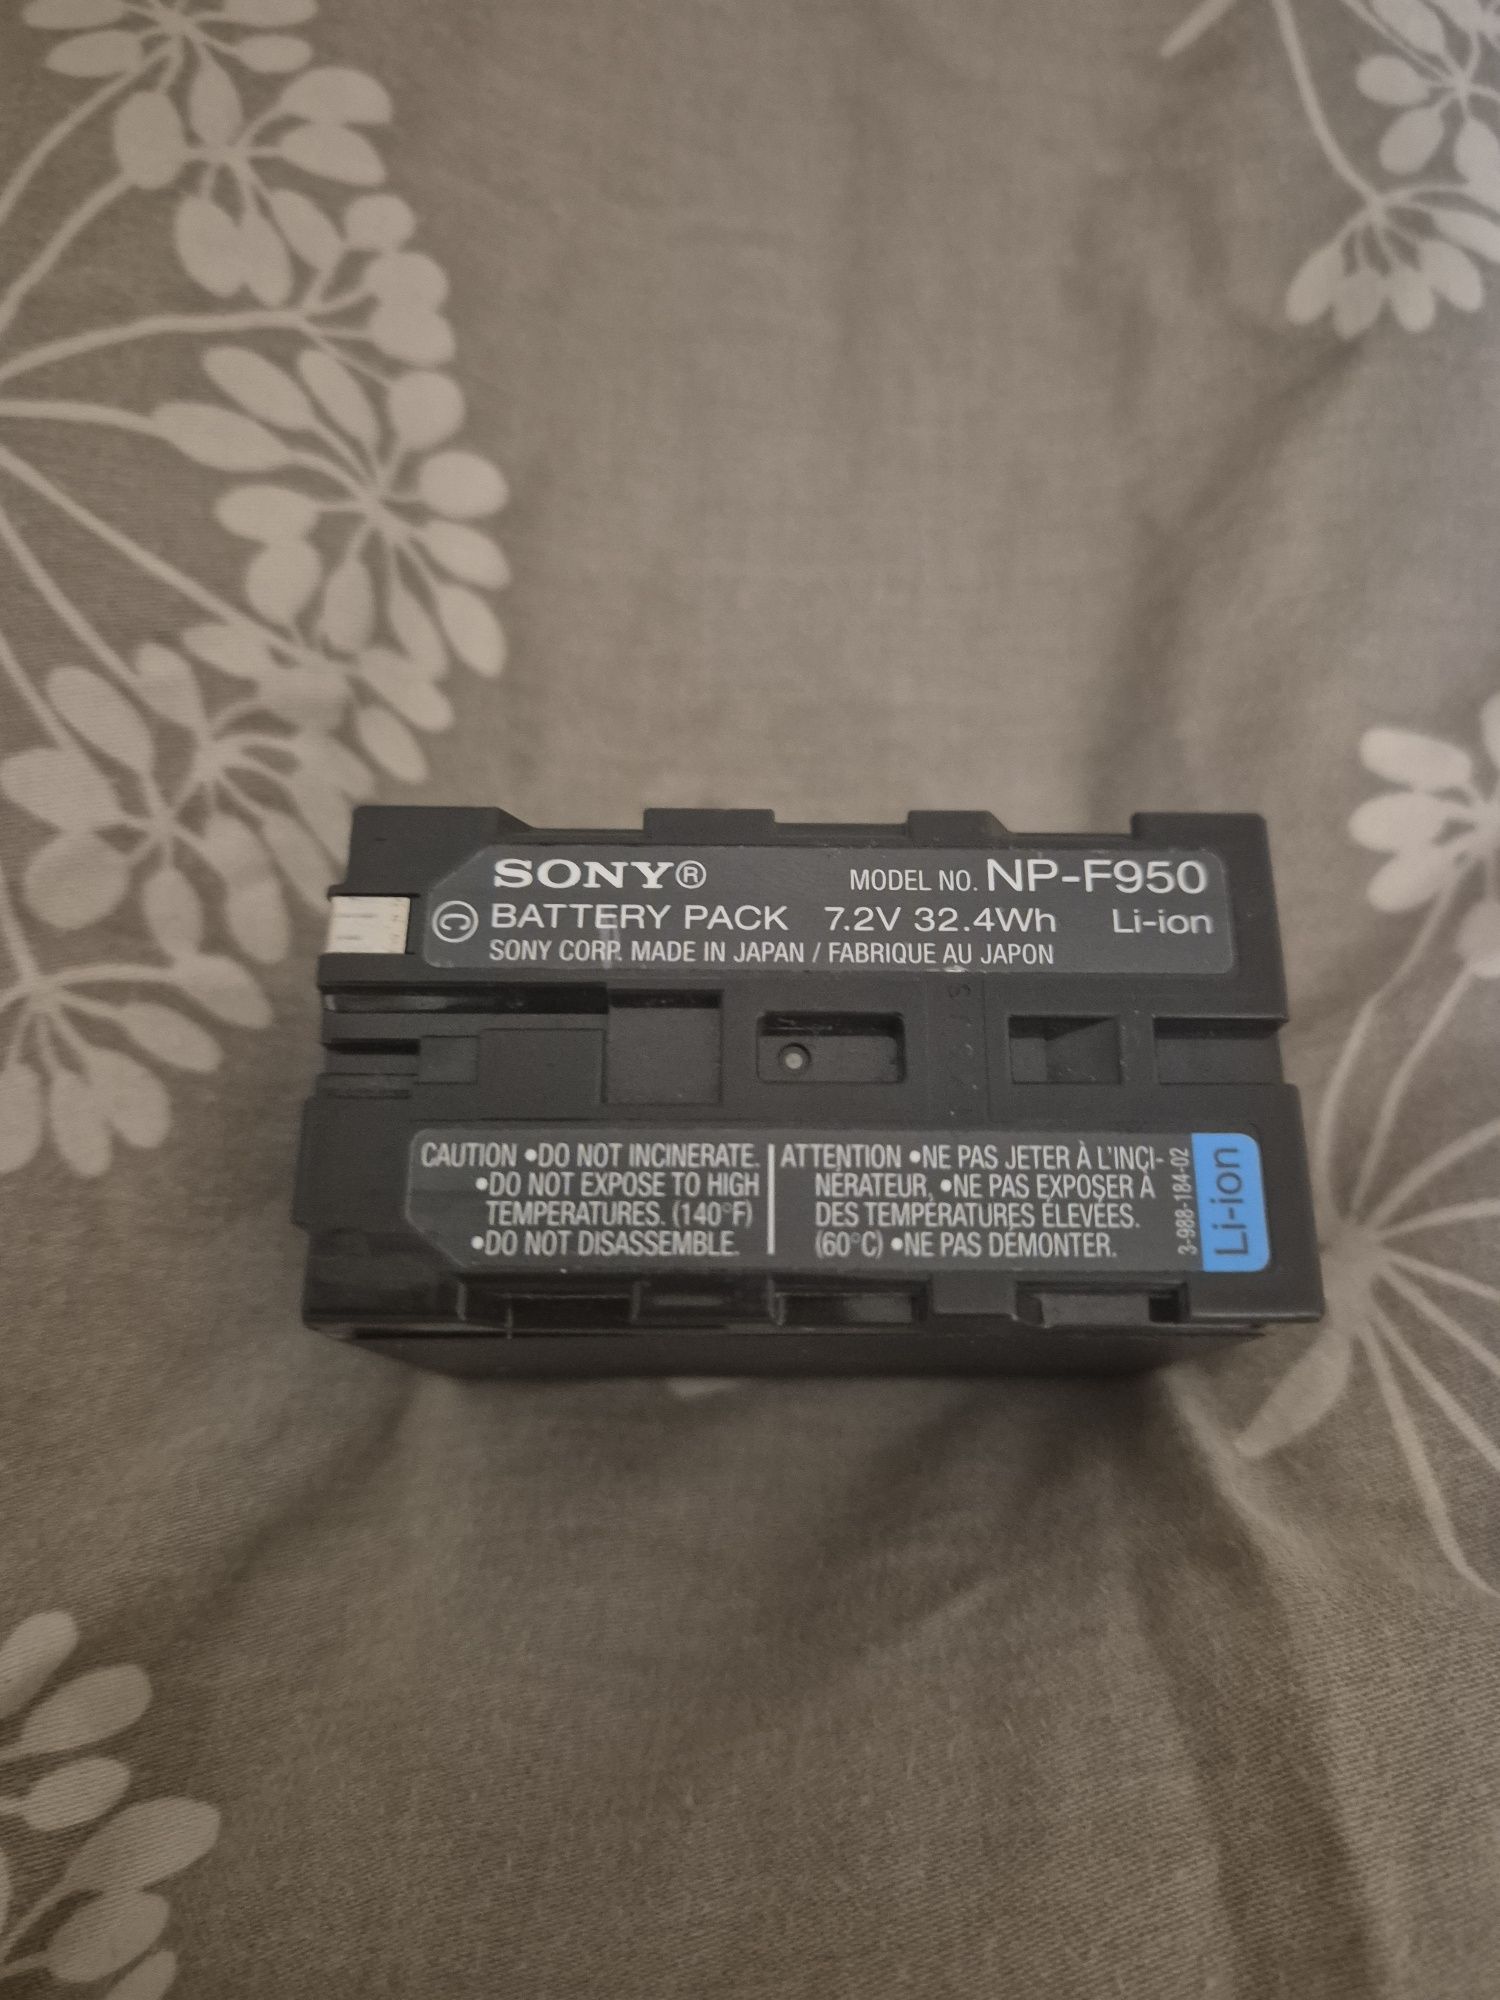 SONY®
MODEL NO. NP-F950
BATTERY PACK 7.2V 32.4Wh Li-ion
SONY CORP. MADE IN JAPAN / FABRIQUE AU JAPON
CAUTION •DO NOT INCINERATE.
•DO NOT EXPOSE TO HIGH
TEMPERATURES. (140°F)
•DO NOT DISASSEMBLE.
ATTENTION •NE PAS JETER À L'INCI-
NÉRATEUR, •NE PAS EXPOSER À
DES TEMPÉRATURES ÉLEVÉES.
(60°C) •NE PAS DÉMONTER.
3-988-184-02
Li-ion